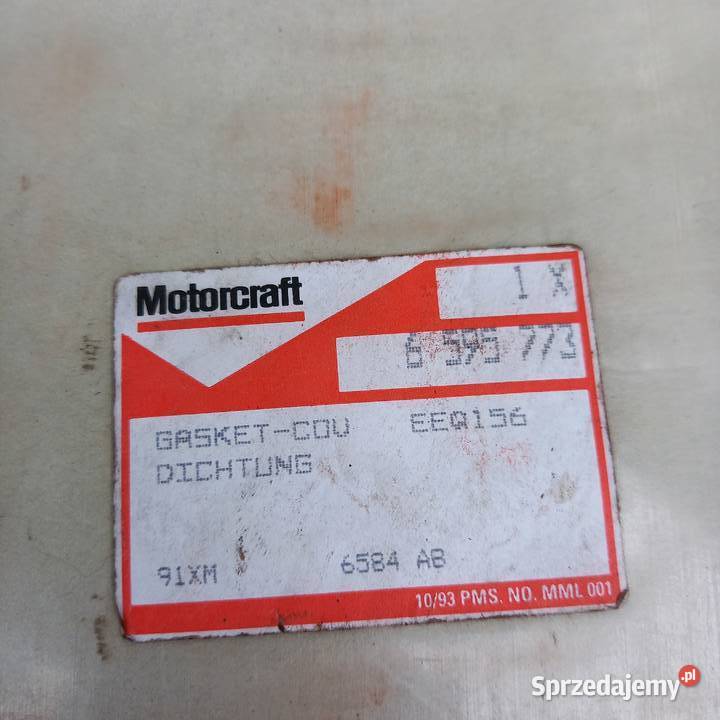 Motorcraft
1 X
6 595 773
GASKET-COV EEQ156
DICHTUNG
91XM 6584 AB
10/93 PMS. NO. MML 001
Sprzedajemy.pl